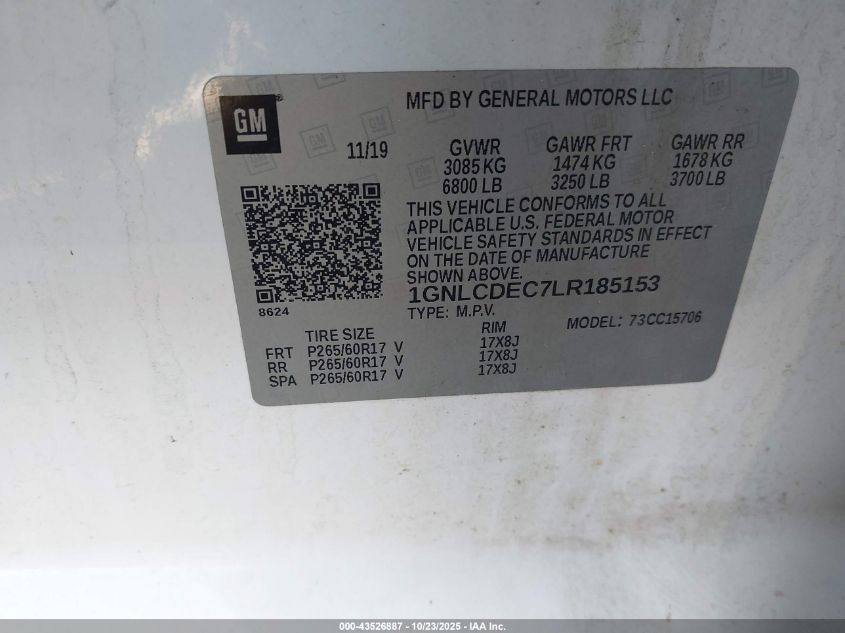 GM
MFD BY GENERAL MOTORS LLC
11/19
GVWR GAWR FRT GAWR RR
3085 KG 1474 KG 1678 KG
6800 LB 3250 LB 3700 LB
THIS VEHICLE CONFORMS TO ALL
APPLICABLE U.S. FEDERAL MOTOR
VEHICLE SAFETY STANDARDS IN EFFECT
ON THE DATE OF MANUFACTURE
SHOWN ABOVE.
1GNLCDEC7LR185153
8624
TYPE: M.P.V. MODEL: 73CC15706
TIRE SIZE RIM
FRT P265/60R17 V 17X8J
RR P265/60R17 V 17X8J
SPA P265/60R17 V 17X8J
000-43526887 - 10/23/2025 - IAA Inc.